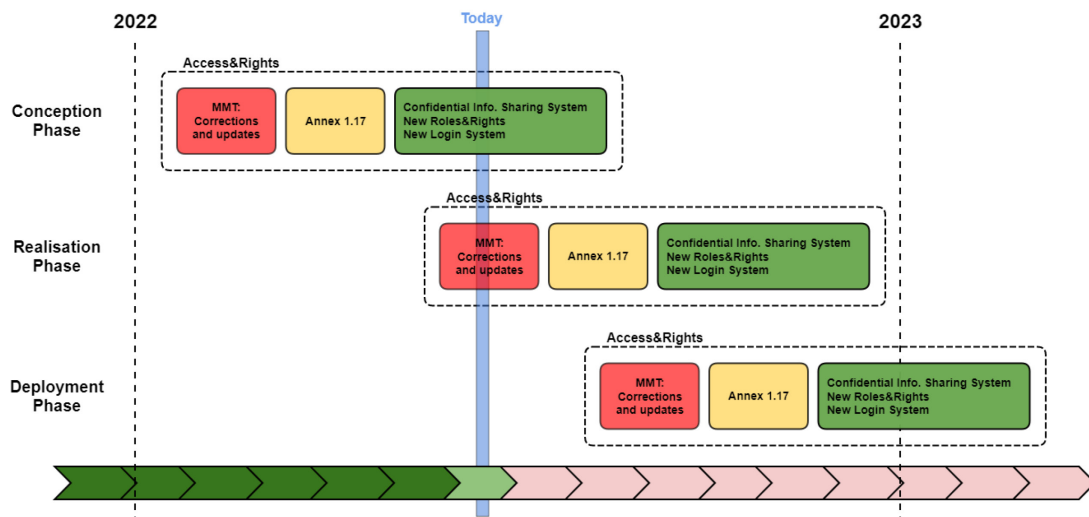 2022
Today
2023
Access&Rights
Conception
Phase
MMT:
Corrections
and updates
Annex 1.17
Confidential Info. Sharing System
New Roles&Rights
New Login System
Access&Rights
Realisation
Phase
MMT:
Corrections
and updates
Annex 1.17
Confidential Info. Sharing System
New Roles&Rights
New Login System
Access&Rights
Deployment
Phase
MMT:
Corrections
and updates
Annex 1.17
Confidential Info. Sharing System
New Roles&Rights
New Login System